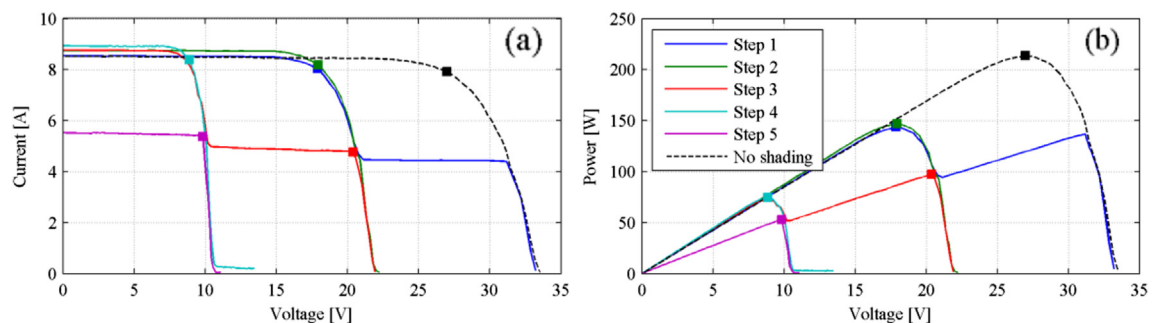 (a)
10
8
6
4
2
0
Current [A]
0 5 10 15 20 25 30 35
Voltage [V]
(b)
250
200
150
100
50
0
Power [W]
Step 1
Step 2
Step 3
Step 4
Step 5
No shading
0 5 10 15 20 25 30 35
Voltage [V]